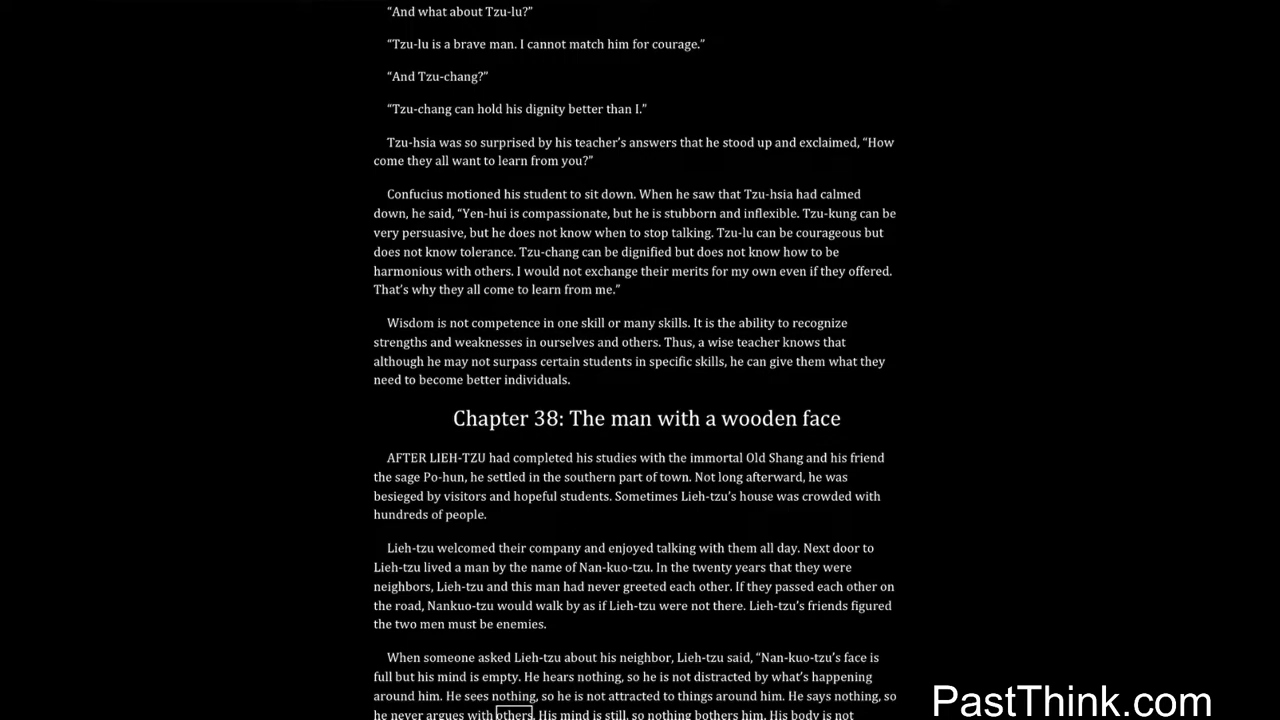 “And what about Tzu-lu?”
“Tzu-lu is a brave man. I cannot match him for courage.”
“And Tzu-chang?”
“Tzu-chang can hold his dignity better than I.”
Tzu-hsia was so surprised by his teacher’s answers that he stood up and exclaimed, “How
come they all want to learn from you?”
Confucius motioned his student to sit down. When he saw that Tzu-hsia had calmed
down, he said, “Yen-hui is compassionate, but he is stubborn and inflexible. Tzu-kung can be
very persuasive, but he does not know when to stop talking. Tzu-lu can be courageous but
does not know tolerance. Tzu-chang can be dignified but does not know how to be
harmonious with others. I would not exchange their merits for my own even if they offered.
That’s why they all come to learn from me.”
Wisdom is not competence in one skill or many skills. It is the ability to recognize
strengths and weaknesses in ourselves and others. Thus, a wise teacher knows that
although he may not surpass certain students in specific skills, he can give them what they
need to become better individuals.
Chapter 38: The man with a wooden face
AFTER LIEH-TZU had completed his studies with the immortal Old Shang and his friend
the sage Po-hun, he settled in the southern part of town. Not long afterward, he was
besieged by visitors and hopeful students. Sometimes Lieh-tzu’s house was crowded with
hundreds of people.
Lieh-tzu welcomed their company and enjoyed talking with them all day. Next door to
Lieh-tzu lived a man by the name of Nan-kuo-tzu. In the twenty years that they were
neighbors, Lieh-tzu and this man had never greeted each other. If they passed each other on
the road, Nankuo-tzu would walk by as if Lieh-tzu were not there. Lieh-tzu’s friends figured
the two men must be enemies.
When someone asked Lieh-tzu about his neighbor, Lieh-tzu said, “Nan-kuo-tzu’s face is
full but his mind is empty. He hears nothing, so he is not distracted by what’s happening
around him. He sees nothing, so he is not attracted to things around him. He says nothing, so
he never argues with others. His mind is still, so nothing bothers him. His body is not
PastThink.com